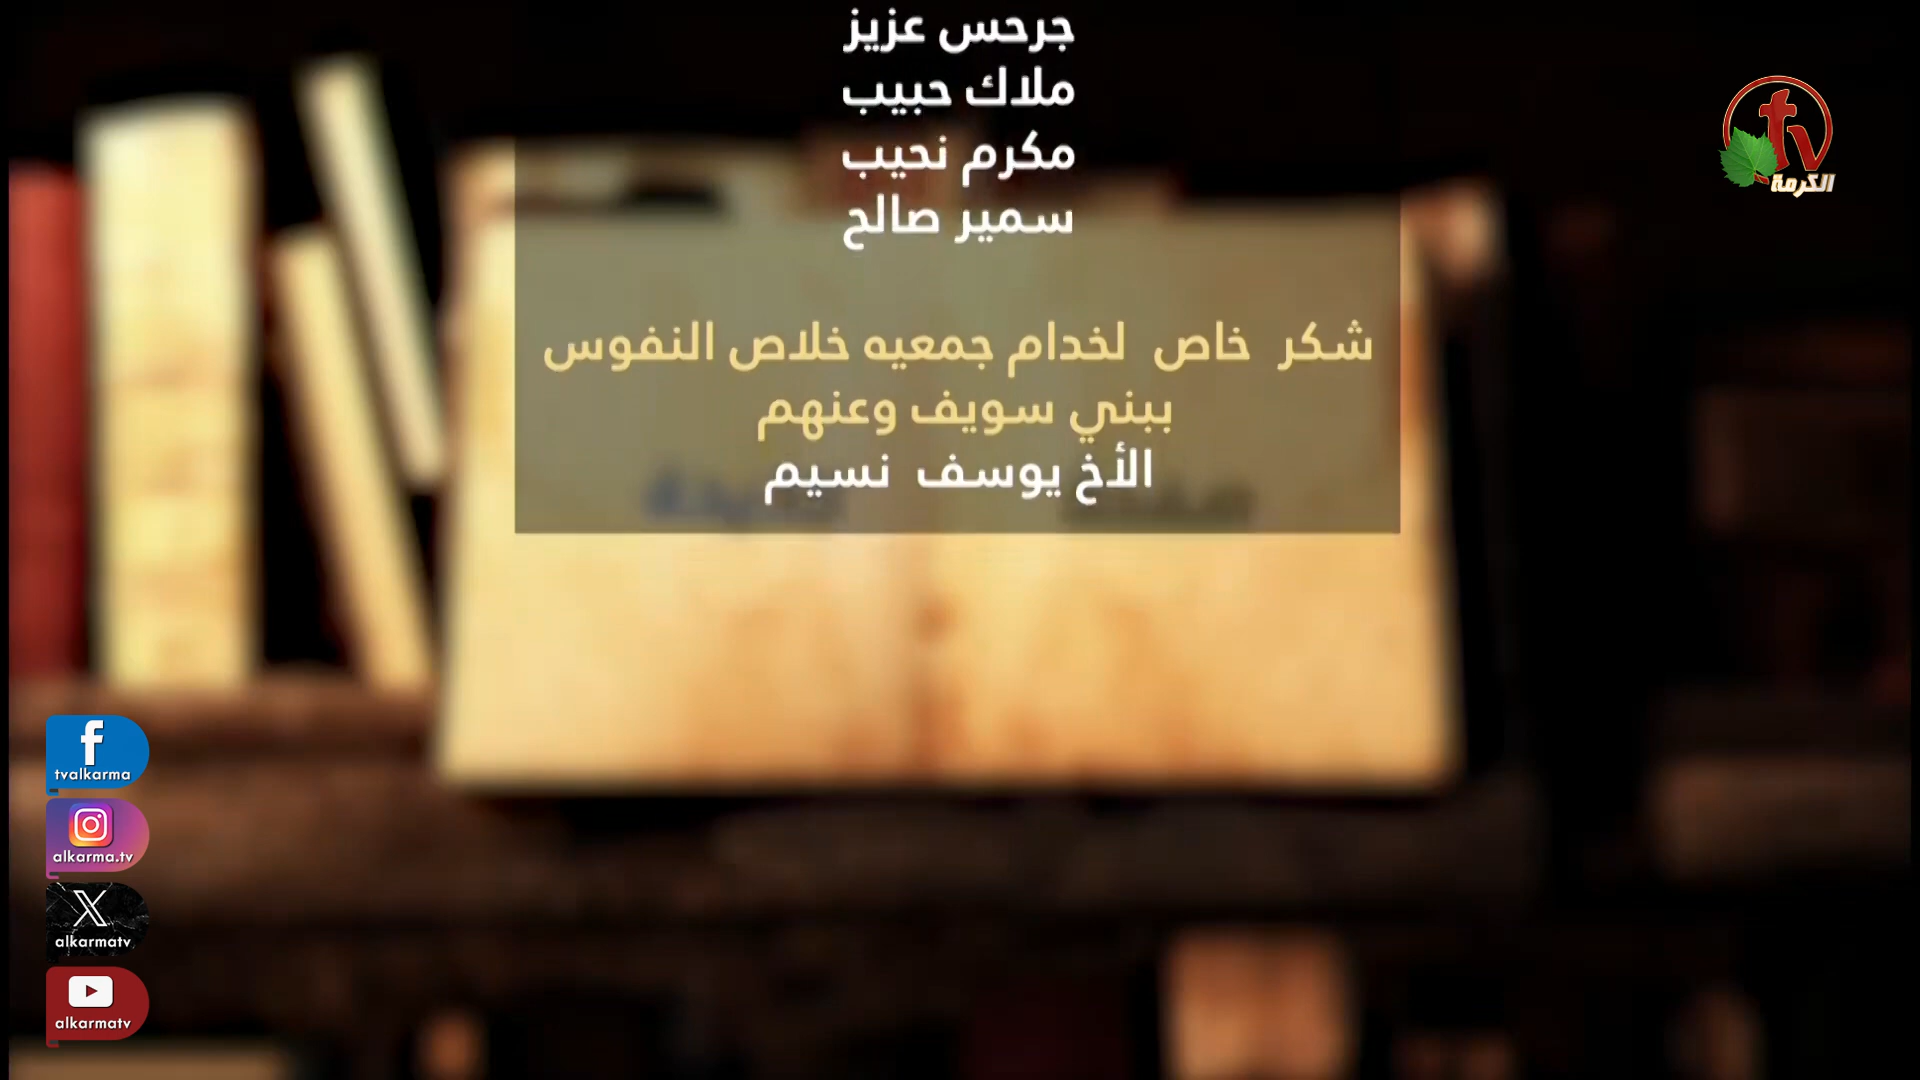 جرحس عزيز
ملاك حبيب
مكرم نحيب
سمير صالح
شكر خاص لخدام جمعيه خلاص النفوس
ببني سويف وعنهم
الأخ يوسف نسيم
tv
الكرمة
tvalkarma
alkarma.tv
alkarmatv
alkarmatv